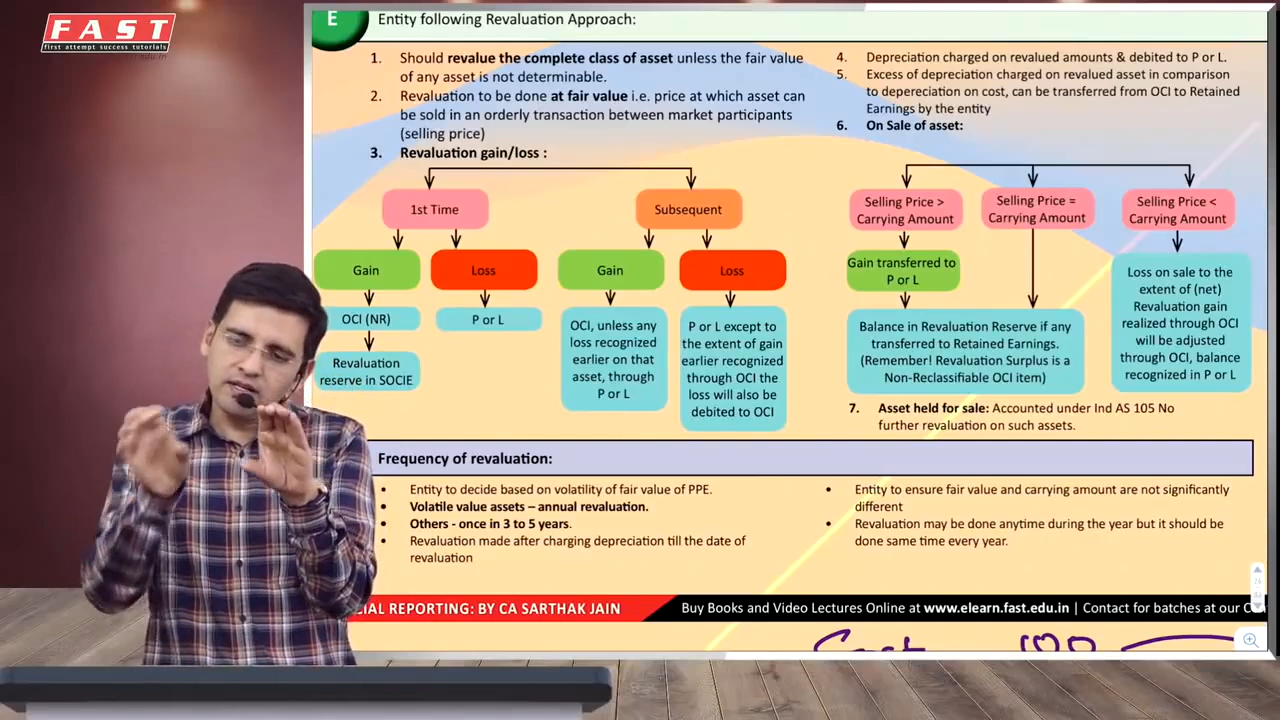 FAST
first attempt success tutorials
E
Entity following Revaluation Approach:
1. Should revalue the complete class of asset unless the fair value
of any asset is not determinable.
2. Revaluation to be done at fair value i.e. price at which asset can
be sold in an orderly transaction between market participants
(selling price)
3. Revaluation gain/loss :
1st Time
Subsequent
Gain
Loss
Gain
Loss
OCI (NR)
P or L
Revaluation
reserve in SOCIE
OCI, unless any
loss recognized
earlier on that
asset, through
P or L
P or L except to
the extent of gain
earlier recognized
through OCI the
loss will also be
debited to OCI
4. Depreciation charged on revalued amounts & debited to P or L.
5. Excess of depreciation charged on revalued asset in comparison
to depereciation on cost, can be transferred from OCI to Retained
Earnings by the entity
6. On Sale of asset:
Selling Price >
Carrying Amount
Selling Price =
Carrying Amount
Selling Price <
Carrying Amount
Gain transferred to
P or L
Balance in Revaluation Reserve if any
transferred to Retained Earnings.
(Remember! Revaluation Surplus is a
Non-Reclassifiable OCI item)
Loss on sale to the
extent of (net)
Revaluation gain
realized through OCI
will be adjusted
through OCI, balance
recognized in P or L
7. Asset held for sale: Accounted under Ind AS 105 No
further revaluation on such assets.
Frequency of revaluation:
• Entity to decide based on volatility of fair value of PPE.
• Volatile value assets – annual revaluation.
• Others - once in 3 to 5 years.
• Revaluation made after charging depreciation till the date of
revaluation
• Entity to ensure fair value and carrying amount are not significantly
different
• Revaluation may be done anytime during the year but it should be
done same time every year.
CIAL REPORTING: BY CA SARTHAK JAIN
Buy Books and Video Lectures Online at www.elearn.fast.edu.in | Contact for batches at our
Cost 100